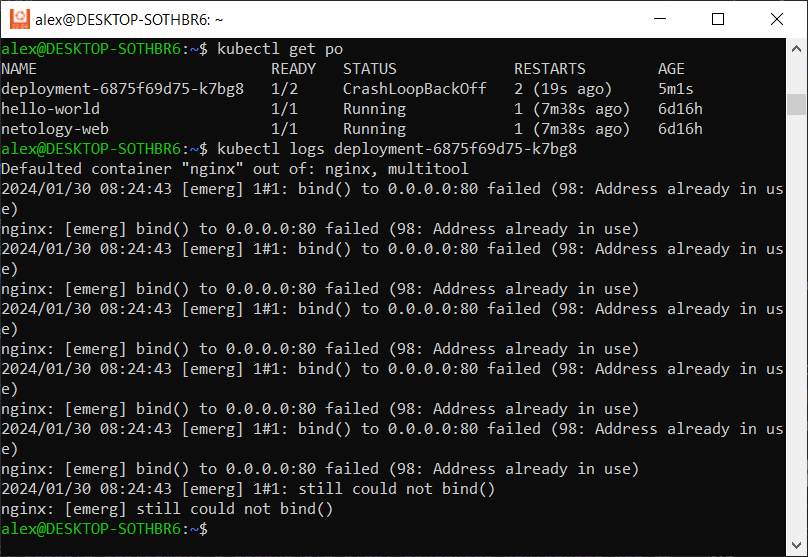 alex@DESKTOP-SOTHBR6: ~
alex@DESKTOP-SOTHBR6:~$ kubectl get po
NAME READY STATUS RESTARTS AGE
deployment-6875f69d75-k7bg8 1/2 CrashLoopBackOff 2 (19s ago) 5m1s
hello-world 1/1 Running 1 (7m38s ago) 6d16h
netology-web 1/1 Running 1 (7m38s ago) 6d16h
alex@DESKTOP-SOTHBR6:~$ kubectl logs deployment-6875f69d75-k7bg8
Defaulted container "nginx" out of: nginx, multitool
2024/01/30 08:24:43 [emerg] 1#1: bind() to 0.0.0.0:80 failed (98: Address already in us
e)
nginx: [emerg] bind() to 0.0.0.0:80 failed (98: Address already in use)
2024/01/30 08:24:43 [emerg] 1#1: bind() to 0.0.0.0:80 failed (98: Address already in us
e)
nginx: [emerg] bind() to 0.0.0.0:80 failed (98: Address already in use)
2024/01/30 08:24:43 [emerg] 1#1: bind() to 0.0.0.0:80 failed (98: Address already in us
e)
nginx: [emerg] bind() to 0.0.0.0:80 failed (98: Address already in use)
2024/01/30 08:24:43 [emerg] 1#1: bind() to 0.0.0.0:80 failed (98: Address already in us
e)
nginx: [emerg] bind() to 0.0.0.0:80 failed (98: Address already in use)
2024/01/30 08:24:43 [emerg] 1#1: bind() to 0.0.0.0:80 failed (98: Address already in us
e)
nginx: [emerg] bind() to 0.0.0.0:80 failed (98: Address already in use)
2024/01/30 08:24:43 [emerg] 1#1: still could not bind()
nginx: [emerg] still could not bind()
alex@DESKTOP-SOTHBR6:~$